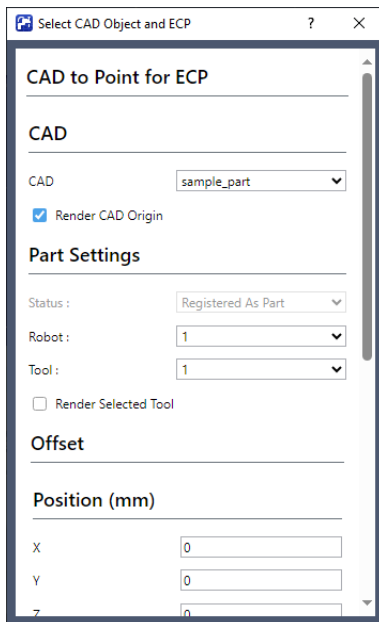 Select CAD Object and ECP ?
CAD to Point for ECP
CAD
CAD sample_part
Render CAD Origin
Part Settings
Status : Registered As Part
Robot : 1
Tool : 1
Render Selected Tool
Offset
Position (mm)
X 0
Y 0
Z 0